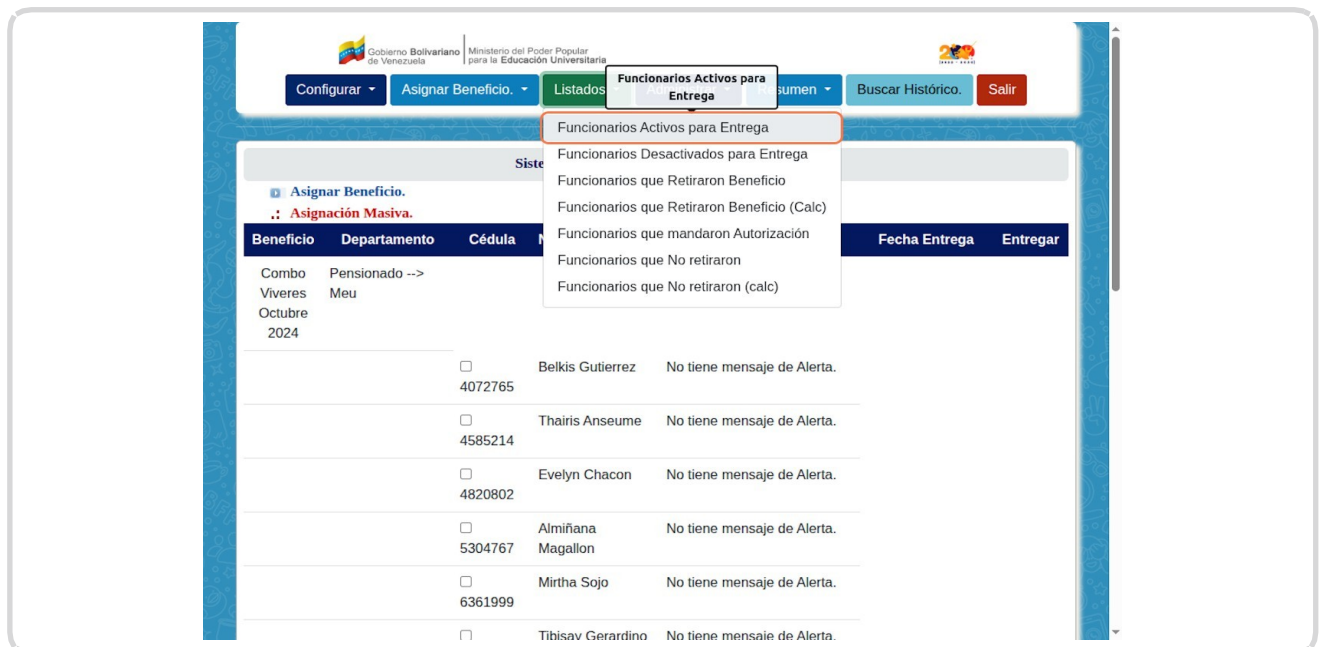 Gobierno Bolivariano
de Venezuela
Ministerio del Poder Popular
para la Educación Universitaria
Configurar
Asignar Beneficio.
Listados
Funcionarios Activos para
Entrega
Resumen
Buscar Histórico.
Salir
Funcionarios Activos para Entrega
Funcionarios Desactivados para Entrega
Funcionarios que Retiraron Beneficio
Funcionarios que Retiraron Beneficio (Calc)
Funcionarios que mandaron Autorización
Funcionarios que No retiraron
Funcionarios que No retiraron (calc)
Asignar Beneficio.
.: Asignación Masiva.
Beneficio Departamento Cédula Fecha Entrega Entregar
Combo Pensionado -->
Viveres Meu
Octubre
2024
Belkis Gutierrez No tiene mensaje de Alerta.
4072765
Thairis Anseume No tiene mensaje de Alerta.
4585214
Evelyn Chacon No tiene mensaje de Alerta.
4820802
Almiñana No tiene mensaje de Alerta.
5304767 Magallon
Mirtha Sojo No tiene mensaje de Alerta.
6361999
Tibisay Gerardino No tiene mensaje de Alerta.